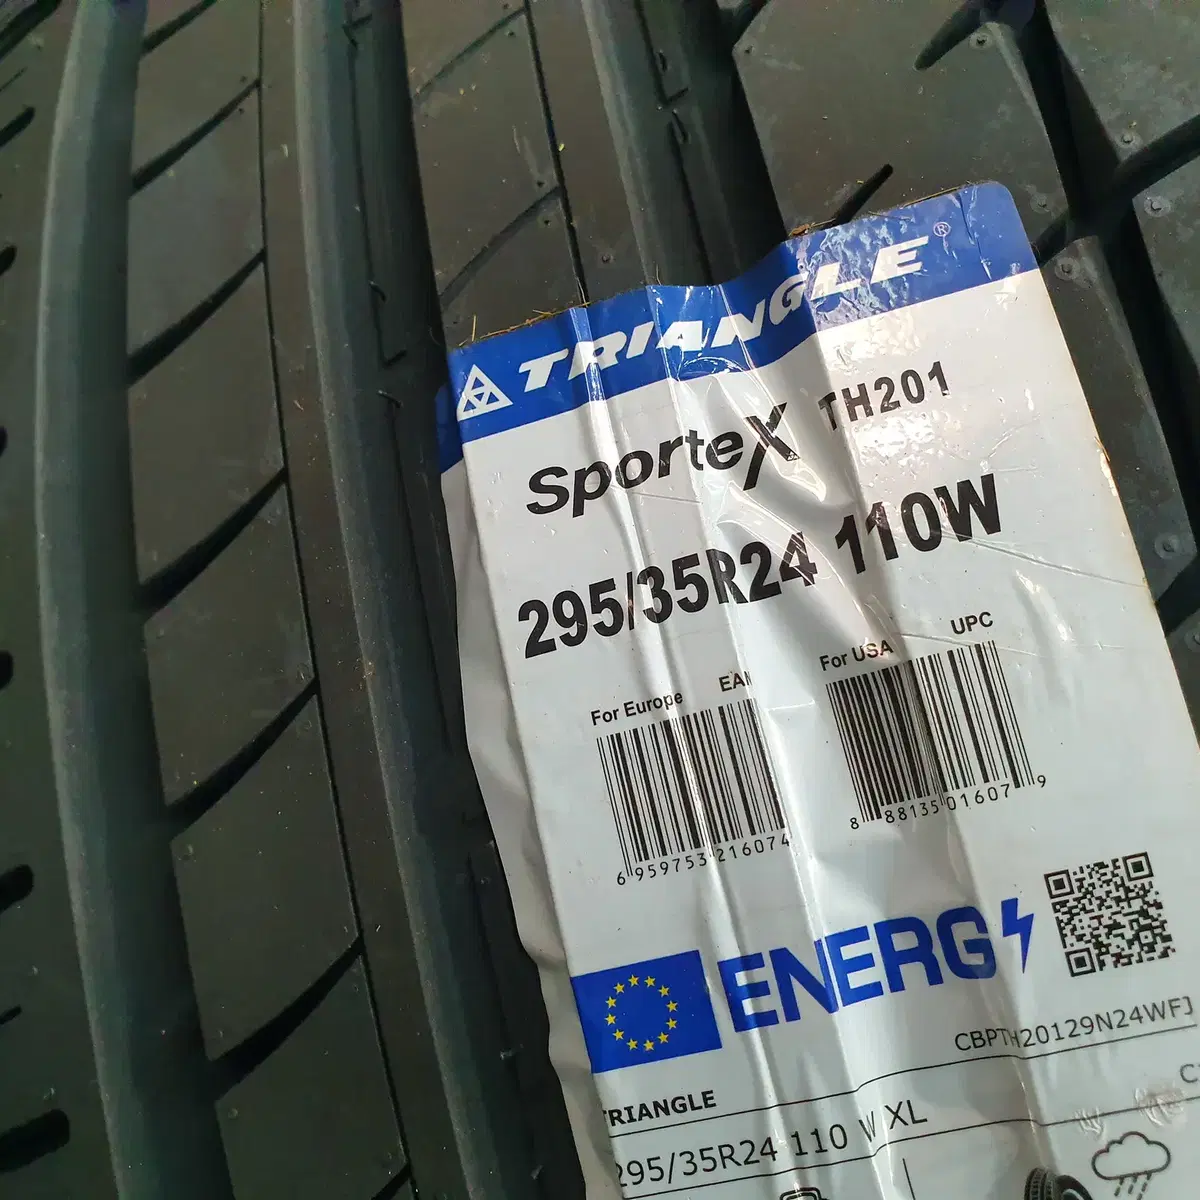 TRIANGLE®
SporteX TH201
295/35R24 110W
For Europe EAN
For USA UPC
6 959753 216074
8 88135 01607 9
ENERG
CBPTH20129N24WFJ
TRIANGLE
295/35R24 110 W XL